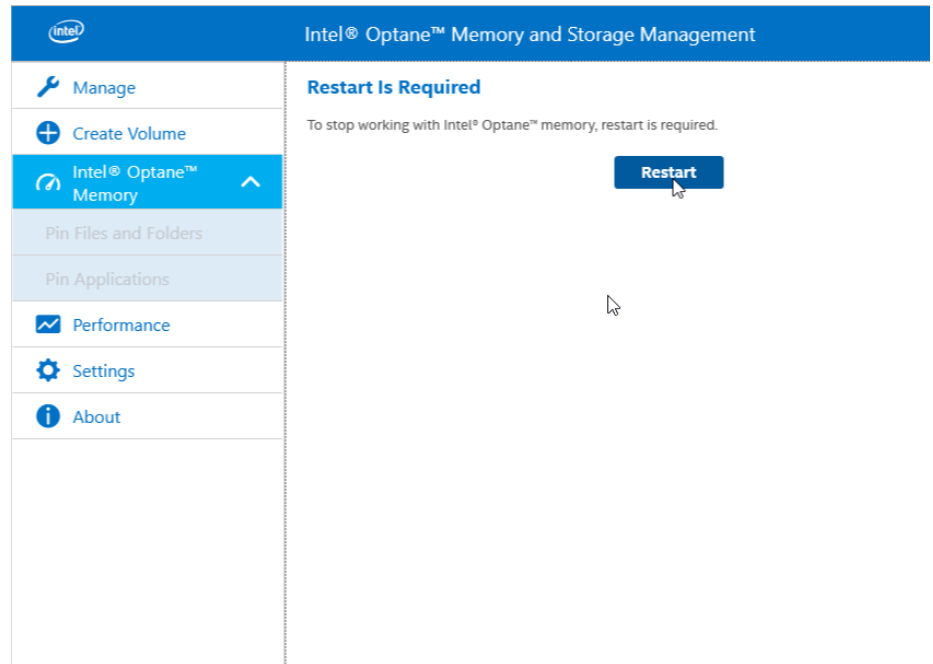 intel
Intel® Optane™ Memory and Storage Management
Manage
Create Volume
Intel® Optane™
Memory
Pin Files and Folders
Pin Applications
Performance
Settings
About
Restart Is Required
To stop working with Intel® Optane™ memory, restart is required.
Restart